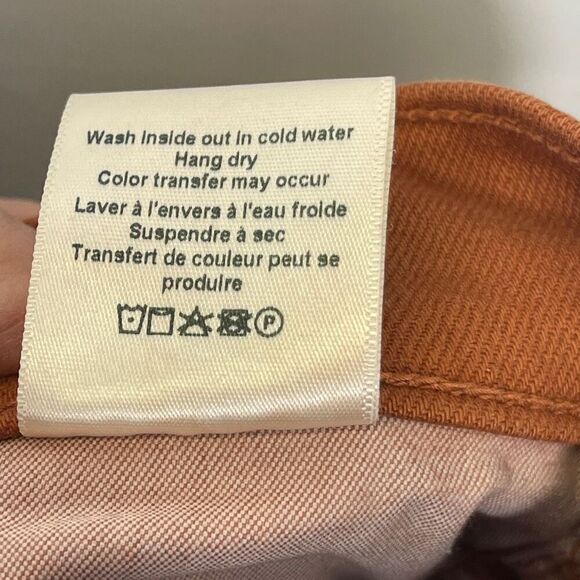 Wash inside out in cold water
Hang dry
Color transfer may occur
Laver à l'envers à l'eau froide
Suspendre à sec
Transfert de couleur peut se
produire
P